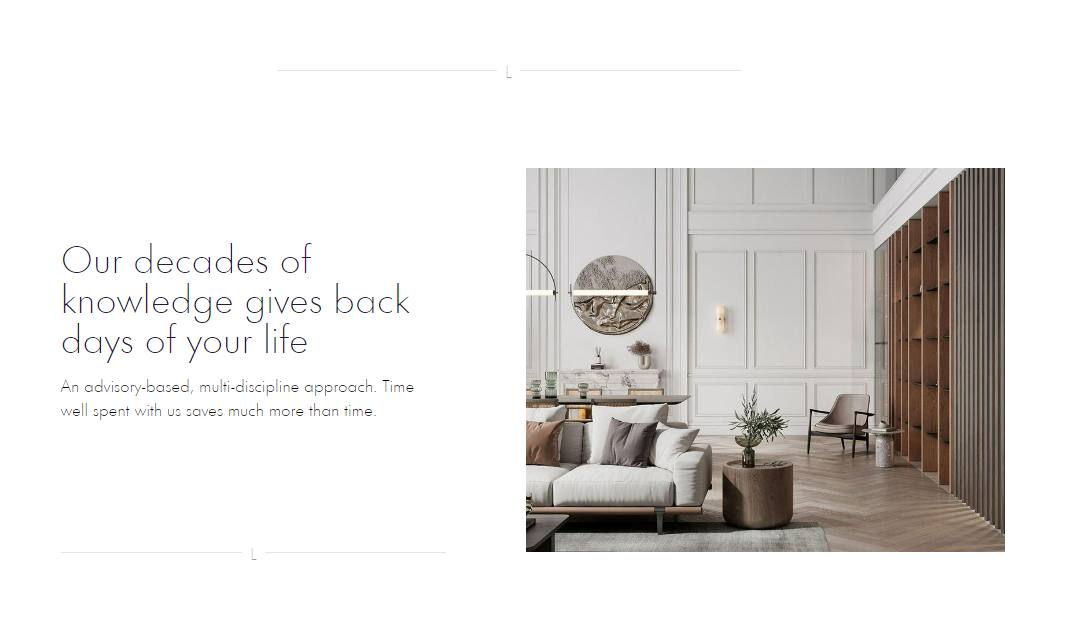 L
Our decades of
knowledge gives back
days of your life
An advisory-based, multi-discipline approach. Time
well spent with us saves much more than time.
L